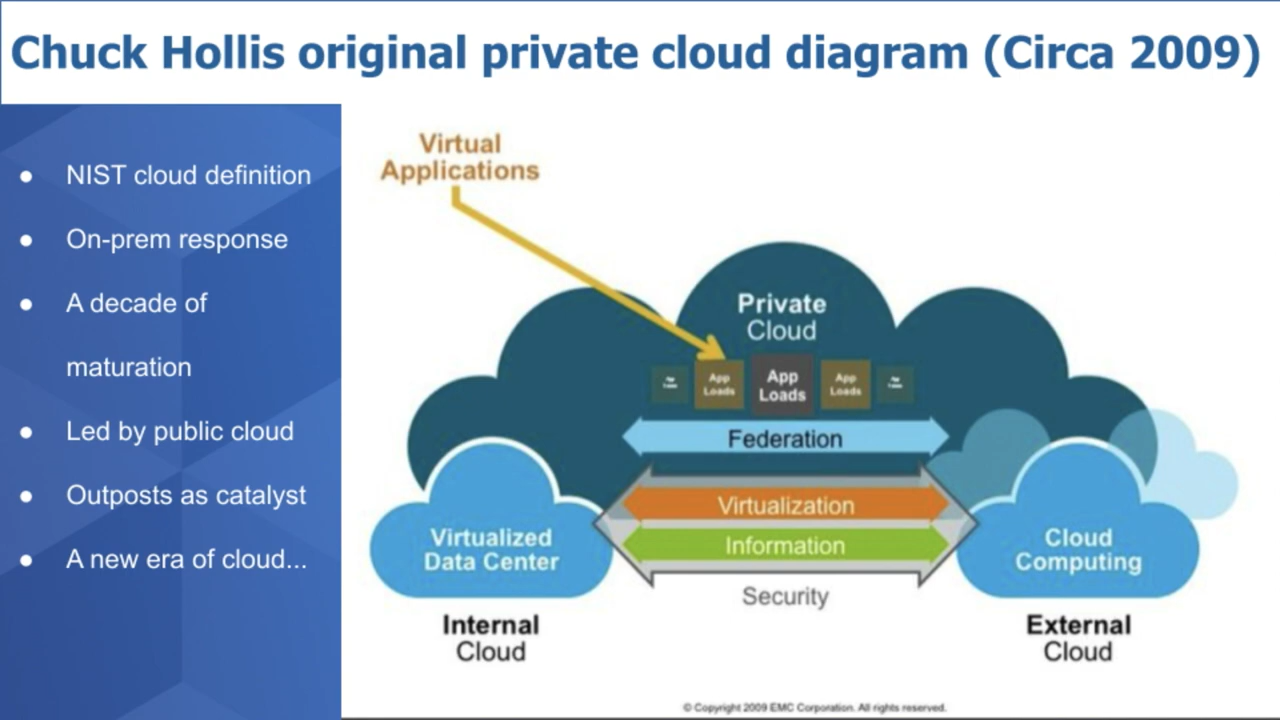 Chuck Hollis original private cloud diagram (Circa 2009)
● NIST cloud definition
● On-prem response
● A decade of
maturation
● Led by public cloud
● Outposts as catalyst
● A new era of cloud...
Virtual
Applications
Private
Cloud
App
Loads
App
Loads
App
Loads
Federation
Virtualization
Information
Security
Virtualized
Data Center
Internal
Cloud
Cloud
Computing
External
Cloud
© Copyright 2009 EMC Corporation. All rights reserved.